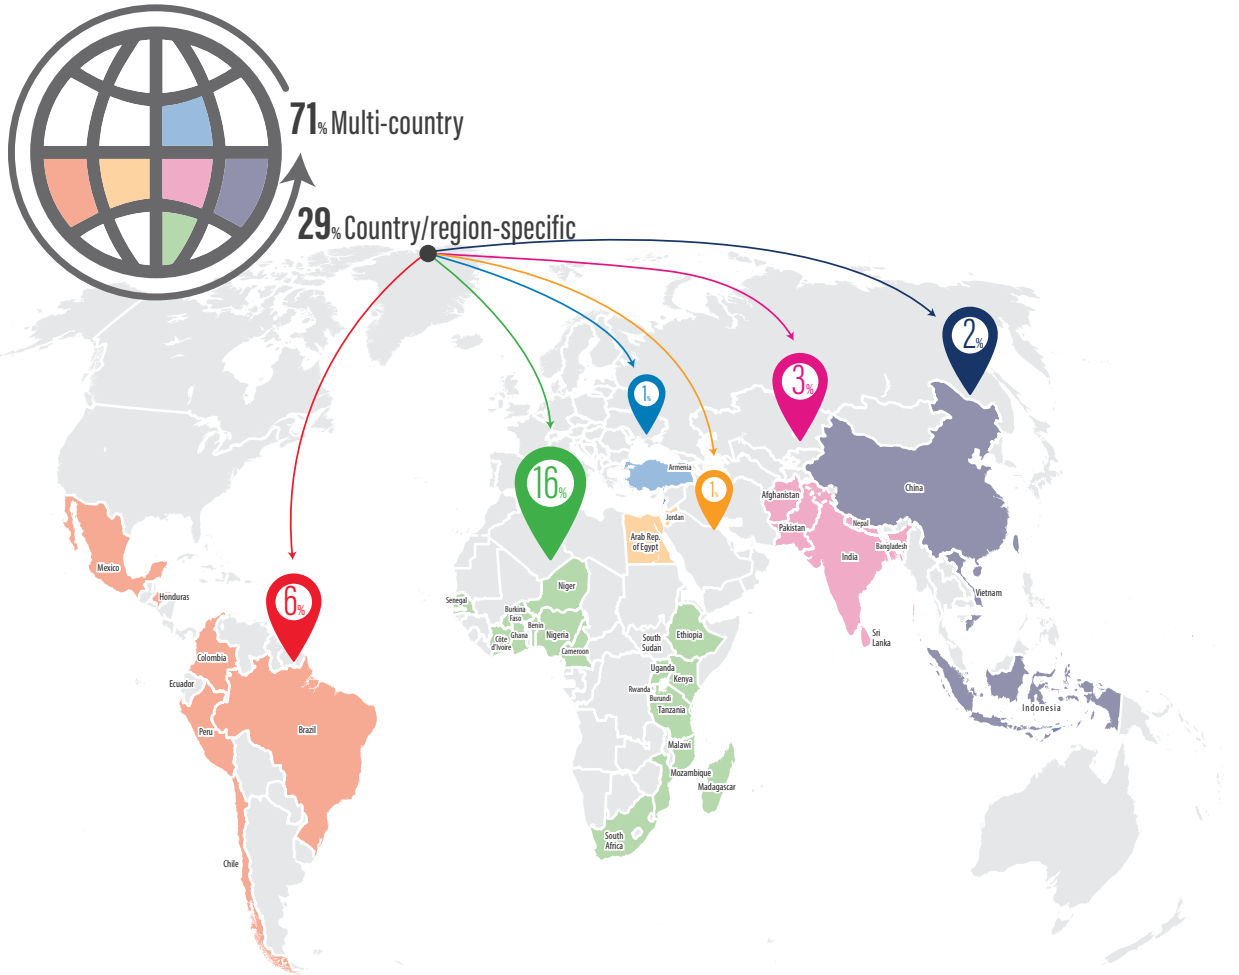 71% Multi-country
29% Country/region-specific
2%
3%
1%
16%
1%
6%
Armenia
Afghanistan
China
Jordan
Pakistan
Nepal
Arab Rep.
of Egypt
Bangladesh
India
Mexico
Honduras
Niger
Vietnam
Senegal
Burkina
Faso
Benin
Ghana
Côte
d'Ivoire
Nigeria
Cameroon
South
Sudan
Ethiopia
Sri
Lanka
Colombia
Ecuador
Uganda
Kenya
Rwanda
Burundi
Tanzania
Indonesia
Peru
Brazil
Malawi
Mozambique
Madagascar
South
Africa
Chile